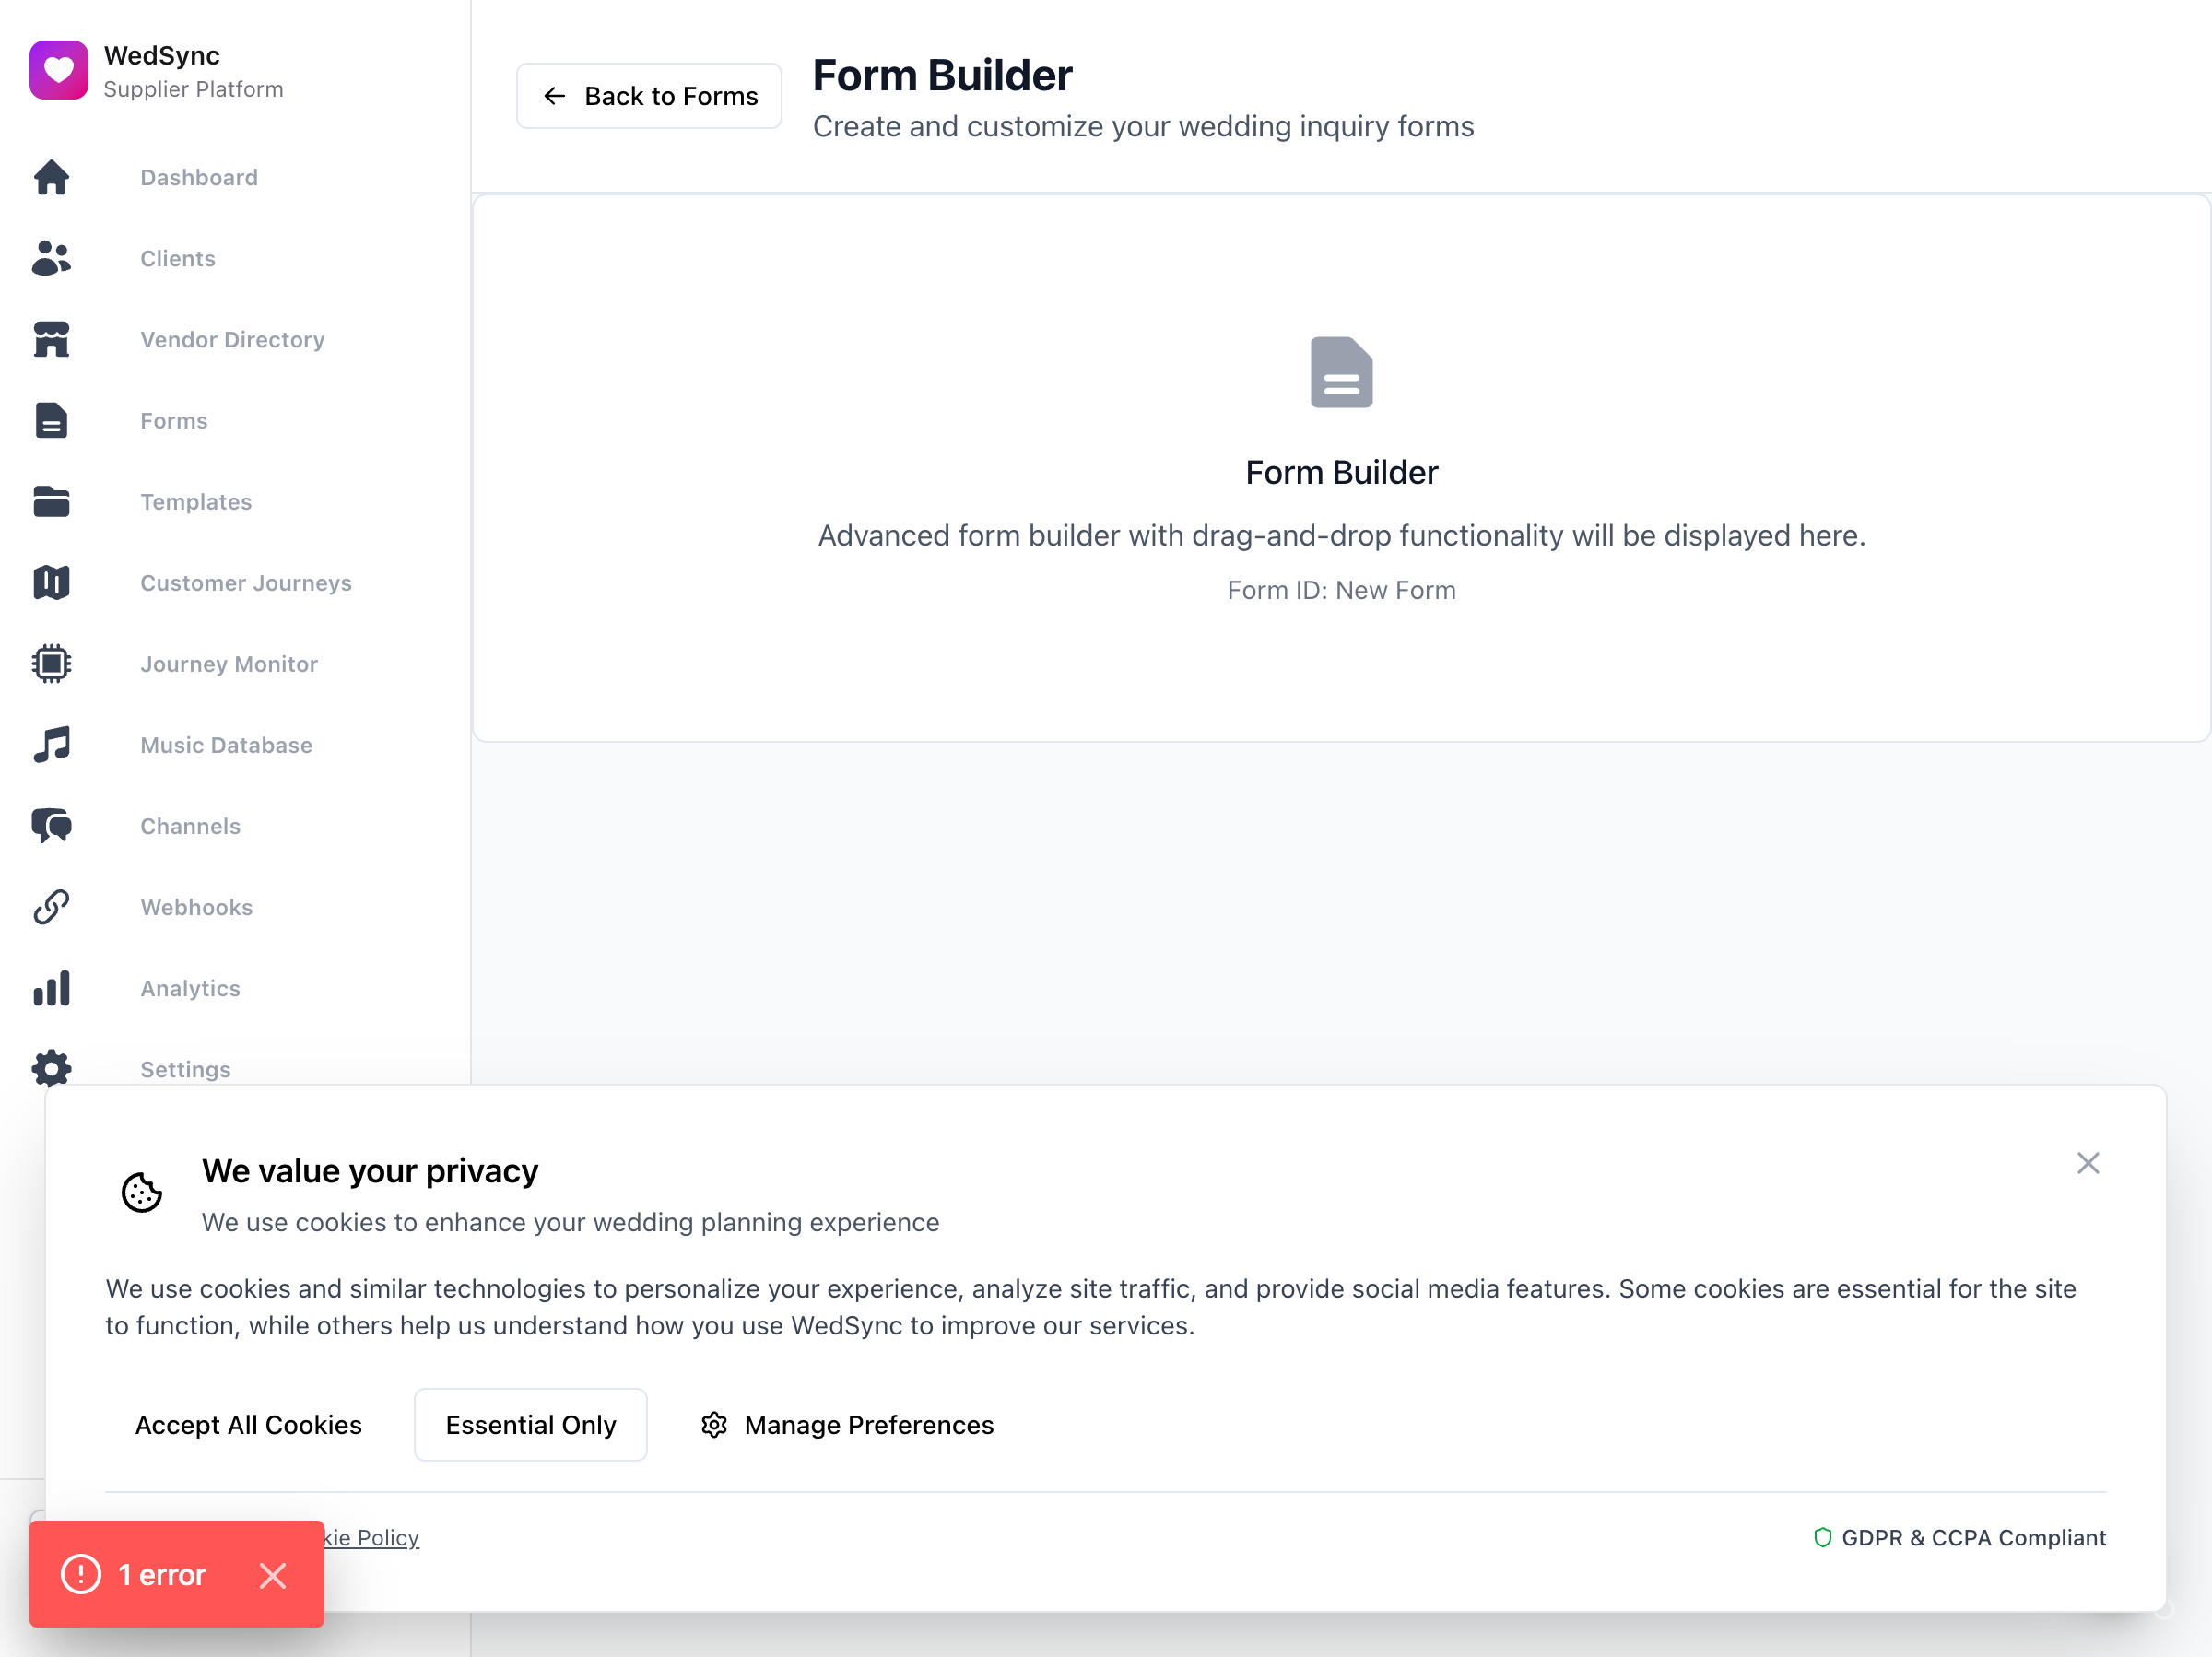 WedSync
Supplier Platform
Dashboard
Clients
Vendor Directory
Forms
Templates
Customer Journeys
Journey Monitor
Music Database
Channels
Webhooks
Analytics
Settings
Back to Forms
Form Builder
Create and customize your wedding inquiry forms
Form Builder
Advanced form builder with drag-and-drop functionality will be displayed here.
Form ID: New Form
We value your privacy
We use cookies to enhance your wedding planning experience
We use cookies and similar technologies to personalize your experience, analyze site traffic, and provide social media features. Some cookies are essential for the site
to function, while others help us understand how you use WedSync to improve our services.
Accept All Cookies
Essential Only
Manage Preferences
Policy
GDPR & CCPA Compliant
1 error